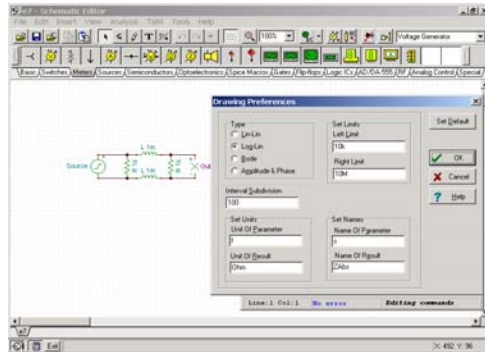 e7 - Schematic Editor
File Edit Insert View Analysis T&M Tools Help
100%
Voltage Generator
Basic Switches Meters Sources Semiconductors Optoelectronics Spice Macros Gates Flip-flops Logic ICs AD/DA-555 RF Analog Control Special
Drawing Preferences
Type
Lin-Lin
Log-Lin
Bode
Amplitude & Phase
Set Limits
Left Limit
10k
Right Limit
10M
Set Default
OK
Cancel
Help
Interval Subdivision
100
Set Units
Unit Of Parameter
Unit Of Result
Ohm
Set Names
Name Of Parameter
Name Of Result
ZAbs
Source
L 1m
L 1m
Line:1 Col:1 No error Editing commands
e7
Exit
X: 492 Y: 96